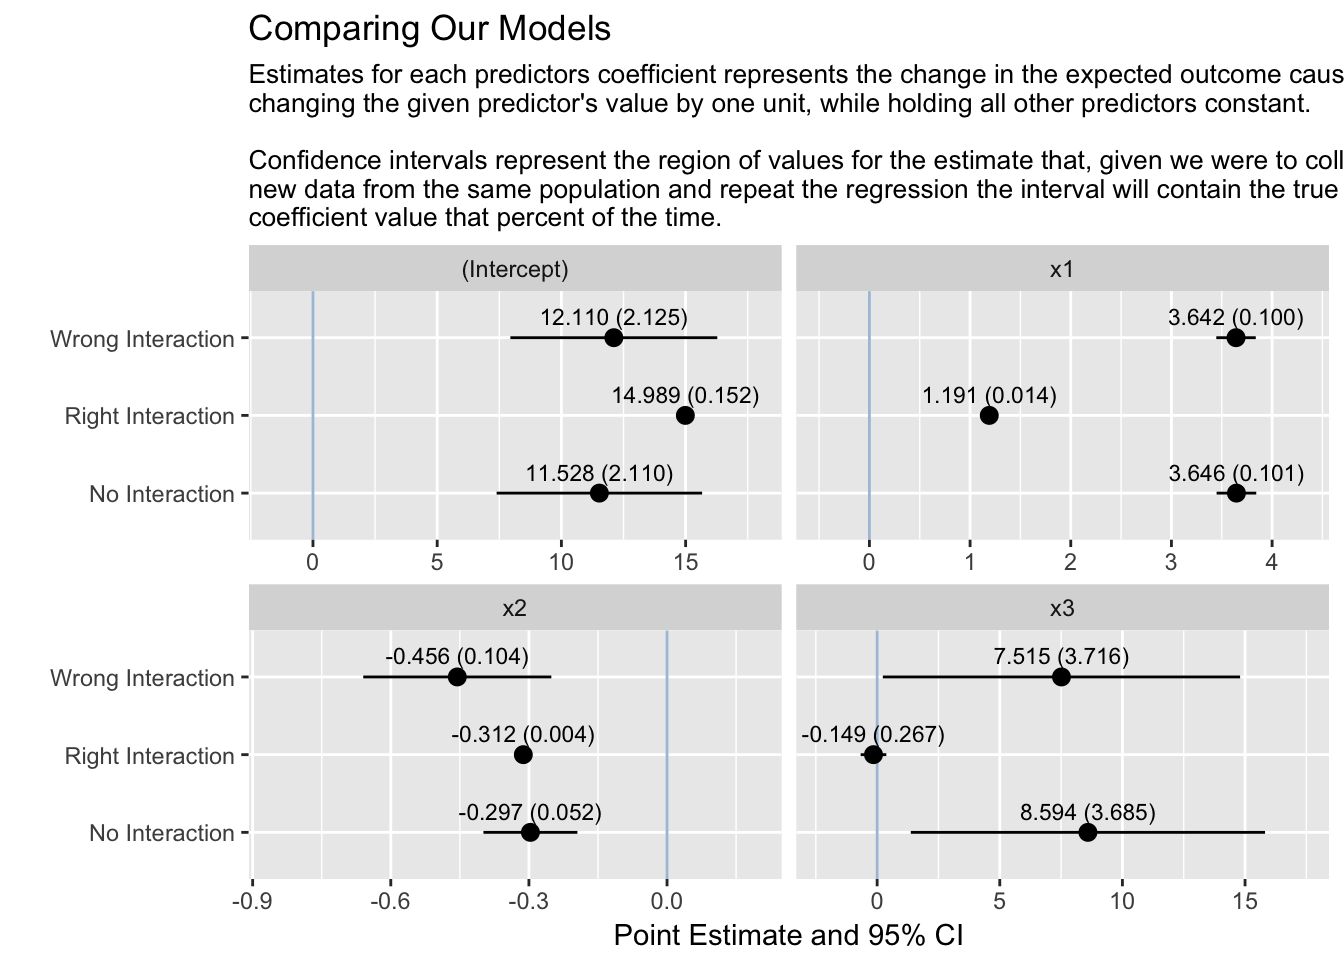 Comparing Our Models
Estimates for each predictors coefficient represents the change in the expected outcome caus
changing the given predictor's value by one unit, while holding all other predictors constant.
Confidence intervals represent the region of values for the estimate that, given we were to coll
new data from the same population and repeat the regression the interval will contain the true
coefficient value that percent of the time.
(Intercept)
Wrong Interaction
12.110 (2.125)
Right Interaction
14.989 (0.152)
No Interaction
11.528 (2.110)
0 5 10 15
x1
3.642 (0.100)
1.191 (0.014)
3.646 (0.101)
0 1 2 3 4
x2
Wrong Interaction
-0.456 (0.104)
Right Interaction
-0.312 (0.004)
No Interaction
-0.297 (0.052)
-0.9 -0.6 -0.3 0.0
x3
7.515 (3.716)
-0.149 (0.267)
8.594 (3.685)
0 5 10 15
Point Estimate and 95% CI